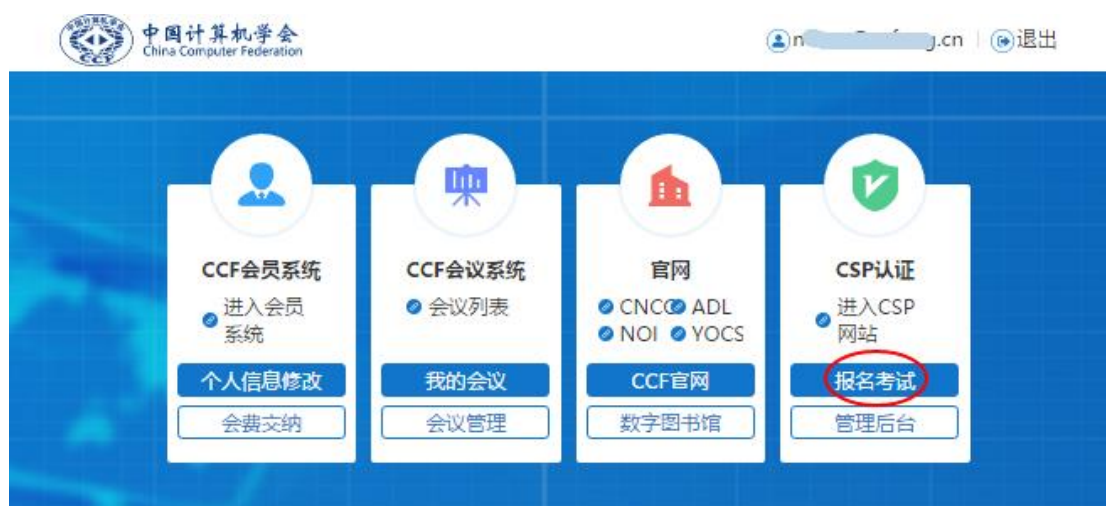 中国计算机学会
China Computer Federation
CCF
n
.cn
退出
CCF会员系统
进入会员
系统
个人信息修改
会费交纳
CCF会议系统
会议列表
我的会议
会议管理
官网
CNCC ADL
NOI YOCS
CCF官网
数字图书馆
CSP认证
进入CSP
网站
报名考试
管理后台